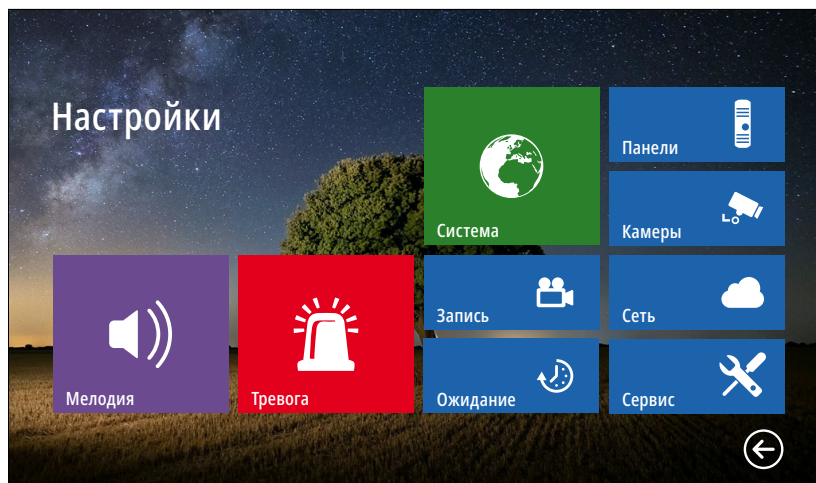 Настройки
Система
Панели
Камеры
Мелодия
Тревога
Запись
Ожидание
Сеть
Сервис